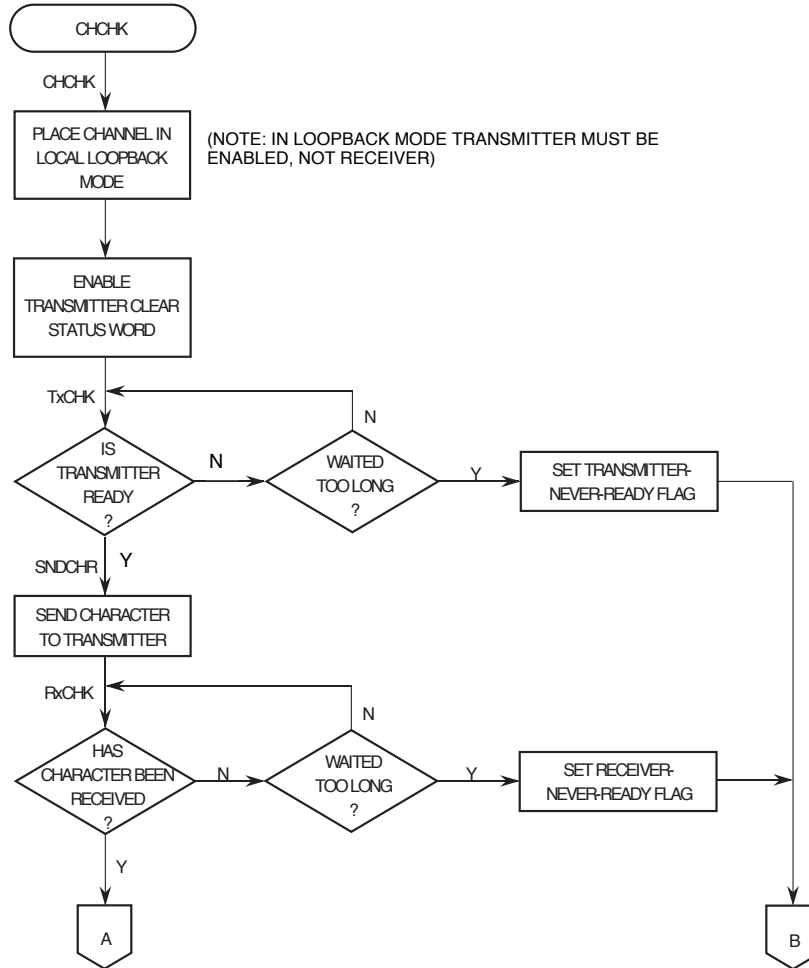 CHCHK
CHCHK
PLACE CHANNEL IN
LOCAL LOOPBACK
MODE
(NOTE: IN LOOPBACK MODE TRANSMITTER MUST BE
ENABLED, NOT RECEIVER)
ENABLE
TRANSMITTER CLEAR
STATUS WORD
TxCHK
N
IS
TRANSMITTER
READY
?
N
WAITED
TOO LONG
?
Y
SET TRANSMITTER-
NEVER-READY FLAG
SNDCHR
Y
SEND CHARACTER
TO TRANSMITTER
RxCHK
N
HAS
CHARACTER BEEN
RECEIVED
?
N
WAITED
TOO LONG
?
Y
SET RECEIVER-
NEVER-READY FLAG
Y
A
B